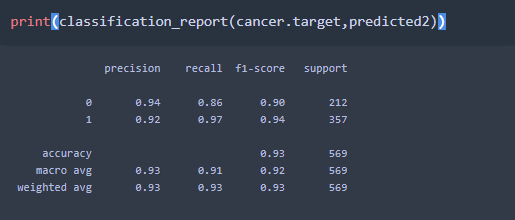 print(classification_report(cancer.target,predicted2))
precision recall f1-score support
0 0.94 0.86 0.90 212
1 0.92 0.97 0.94 357
accuracy 0.93 569
macro avg 0.93 0.91 0.92 569
weighted avg 0.93 0.93 0.93 569